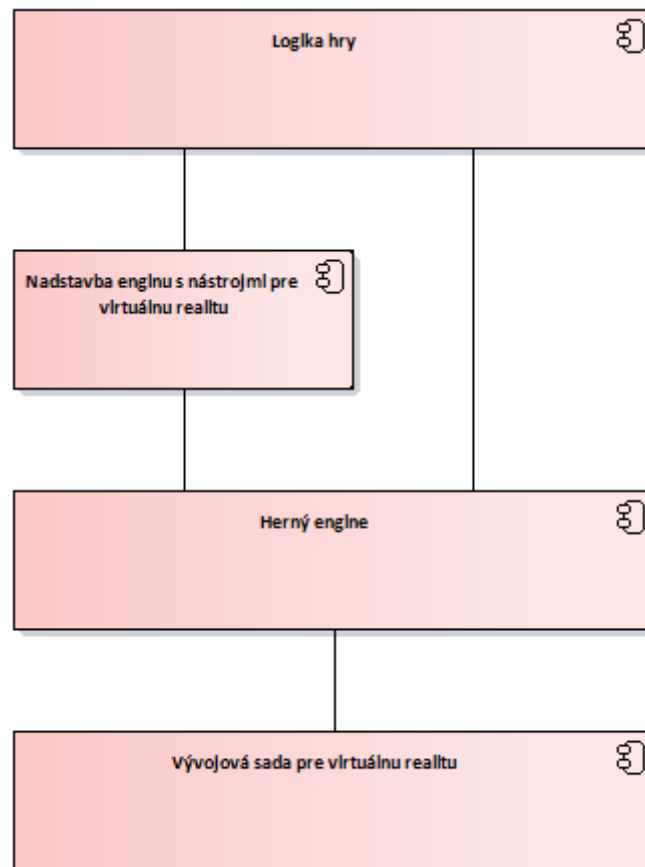 Logika hry
Nadstavba enginu s nástrojmi pre
virtuálnu realitu
Herný engine
Vývojová sada pre virtuálnu realitu